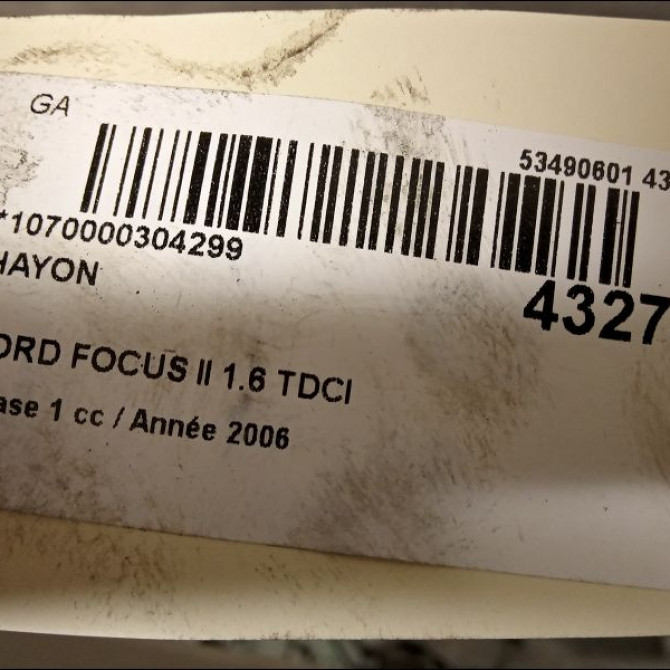 GA
53490601 43
*1070000304299
HAYON
4327
ORD FOCUS II 1.6 TDCI
ase 1 cc / Année 2006